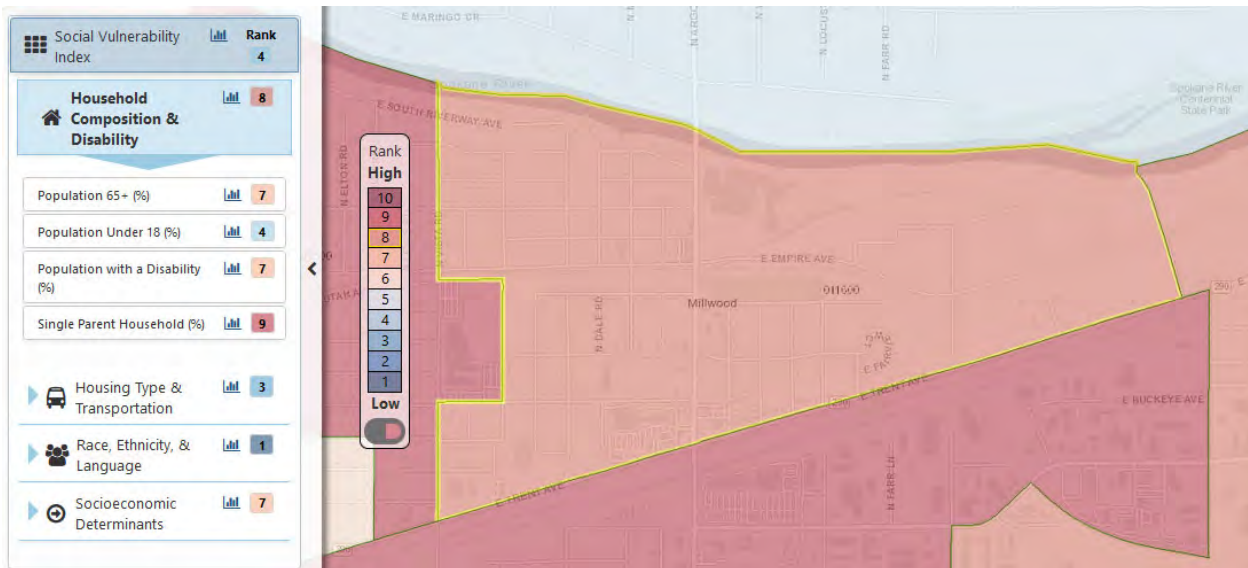 Social Vulnerability
Index
Rank
4
Household
Composition &
Disability
8
Population 65+ (%)
7
Population Under 18 (%)
4
Population with a Disability
(%)
7
Single Parent Household (%)
9
Housing Type &
Transportation
3
Race, Ethnicity, &
Language
1
Socioeconomic
Determinants
7
Rank
High
10
9
8
7
6
5
4
3
2
1
Low
E MARINGO DR
N LOCUST
N FARR RD
Spokane River
Centennial
State Park
E SOUTH RIVERWAY AVE
N ELTON RD
N VISTA RD
E EMPIRE AVE
Millwood
011600
N DALE RD
290
E TRENT AVE
290
E BUCKEYE AVE
E TRENT AVE
N FARR LN